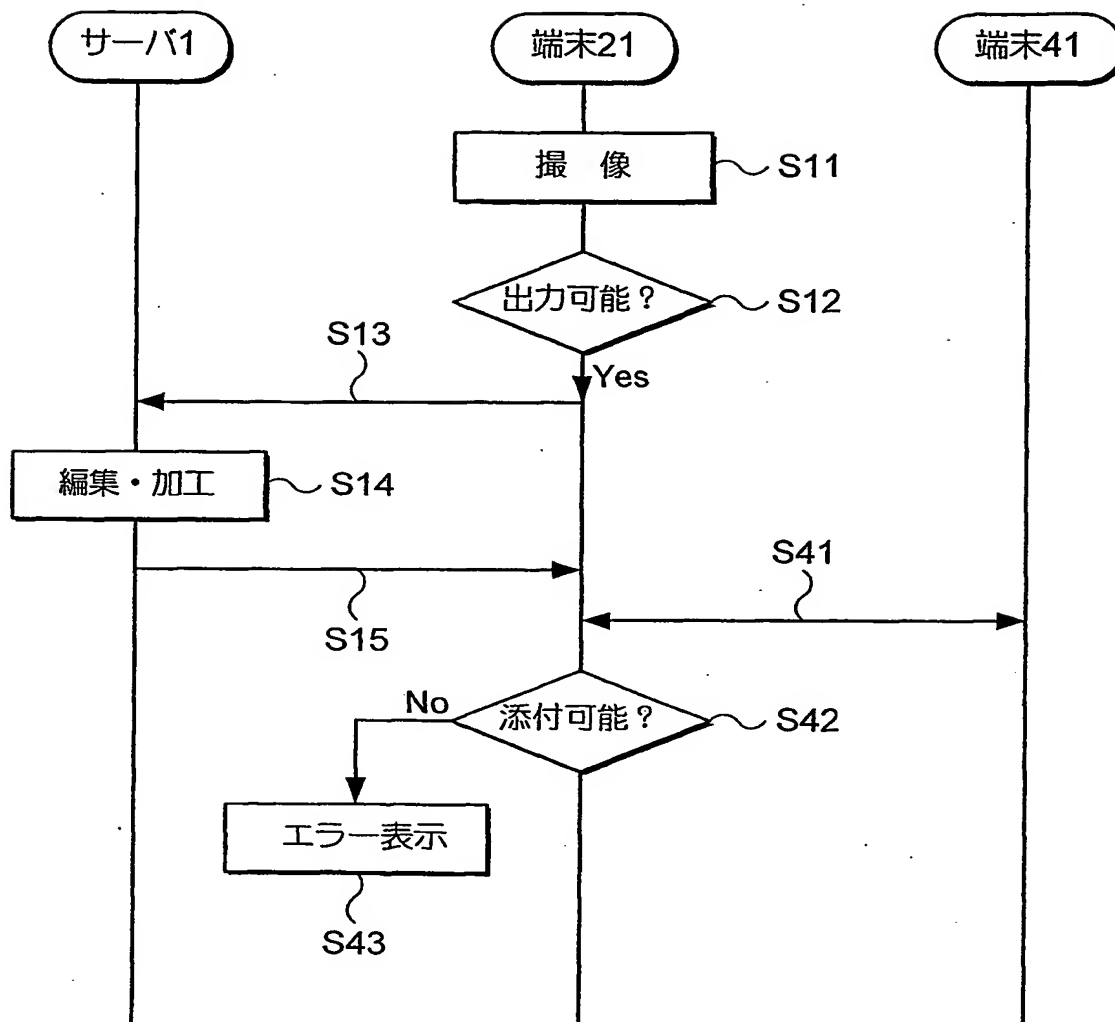 サーバ1
端末21
端末41
撮 像
S11
出力可能？
S12
S13
Yes
編集・加工
S14
S41
S15
No
添付可能？
S42
エラー表示
S43